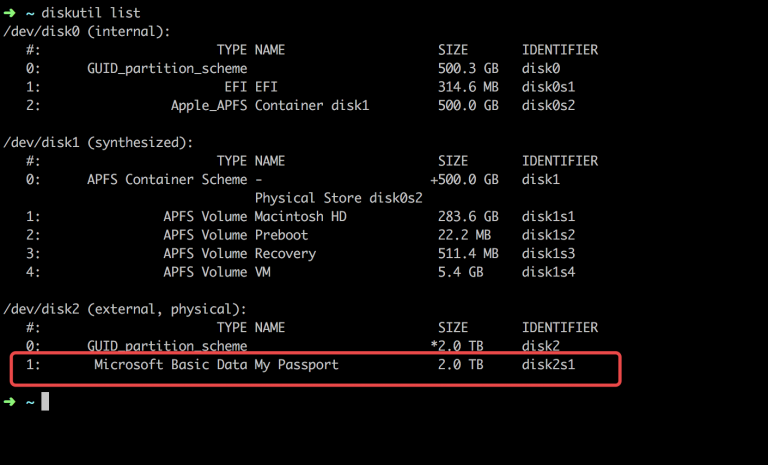 ➜ ~ diskutil list
/dev/disk0 (internal):
#: TYPE NAME SIZE IDENTIFIER
0: GUID_partition_scheme 500.3 GB disk0
1: EFI EFI 314.6 MB disk0s1
2: Apple_APFS Container disk1 500.0 GB disk0s2
/dev/disk1 (synthesized):
#: TYPE NAME SIZE IDENTIFIER
0: APFS Container Scheme - +500.0 GB disk1
Physical Store disk0s2
1: APFS Volume Macintosh HD 283.6 GB disk1s1
2: APFS Volume Preboot 22.2 MB disk1s2
3: APFS Volume Recovery 511.4 MB disk1s3
4: APFS Volume VM 5.4 GB disk1s4
/dev/disk2 (external, physical):
#: TYPE NAME SIZE IDENTIFIER
0: GUID_partition_scheme *2.0 TB disk2
1: Microsoft Basic Data My Passport 2.0 TB disk2s1
➜ ~